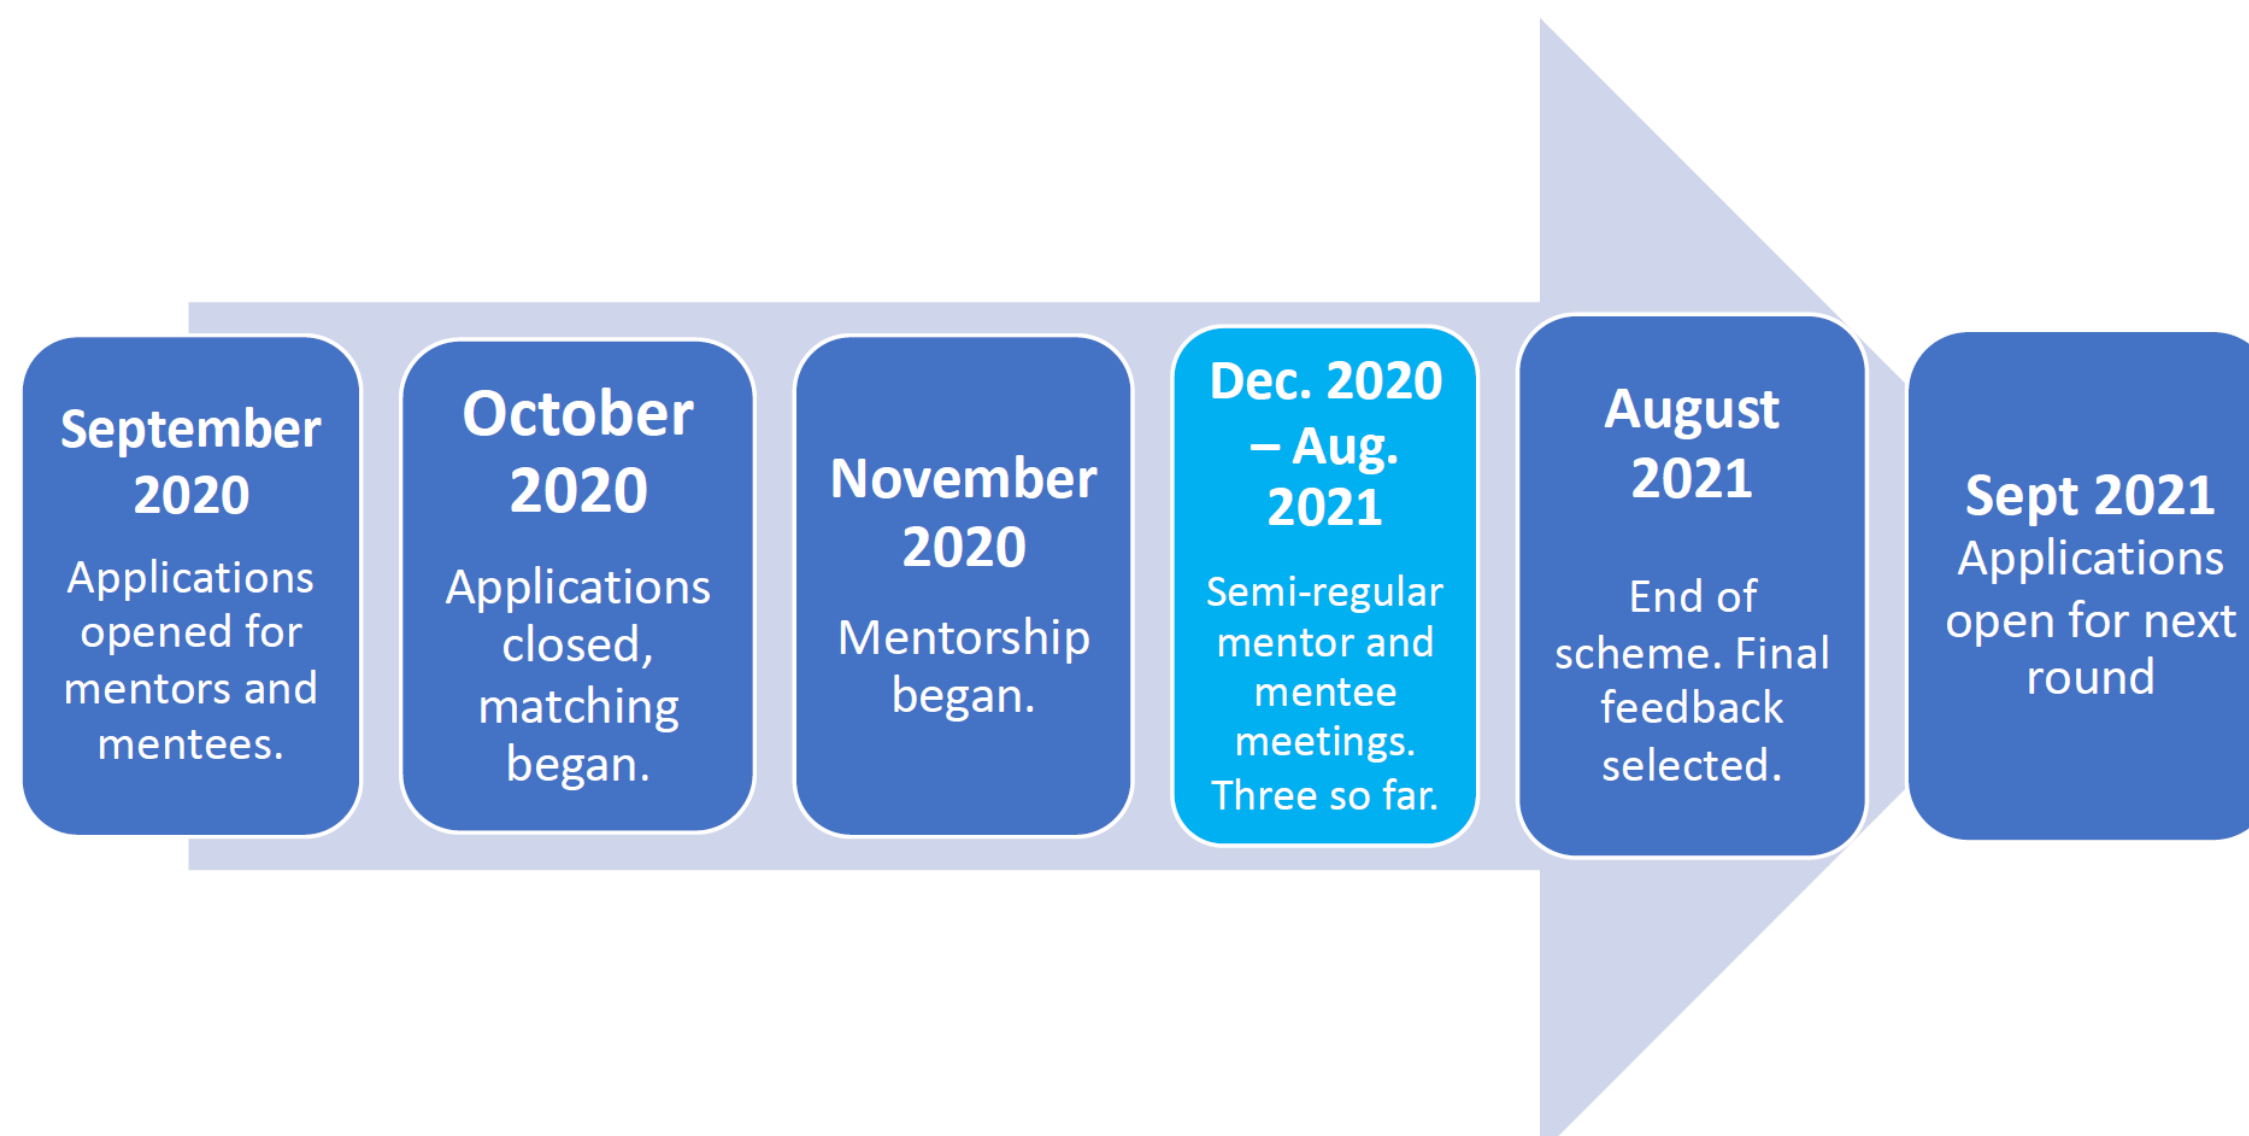 September
2020
Applications
opened for
mentors and
mentees.
October
2020
Applications
closed,
matching
began.
November
2020
Mentorship
began.
Dec. 2020
– Aug.
2021
Semi-regular
mentor and
mentee
meetings.
Three so far.
August
2021
End of
scheme. Final
feedback
selected.
Sept 2021
Applications
open for next
round